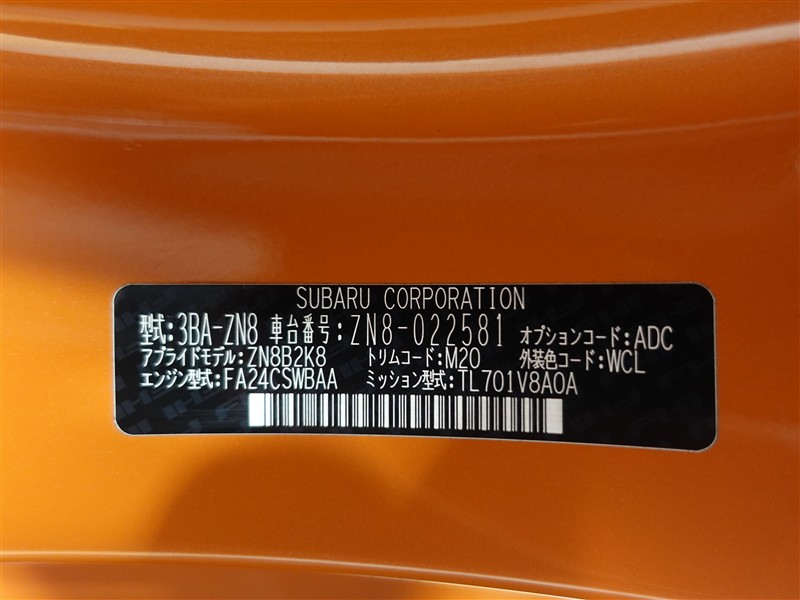 SUBARU CORPORATION
型式:3BA-ZN8 車台番号:ZN8-022581 オプションコード:ADC
アプライドモデル:ZN8B2K8 トリムコード:M20 外装色コード:WCL
エンジン型式:FA24CSWBAA ミッション型式:TL701V8A0A